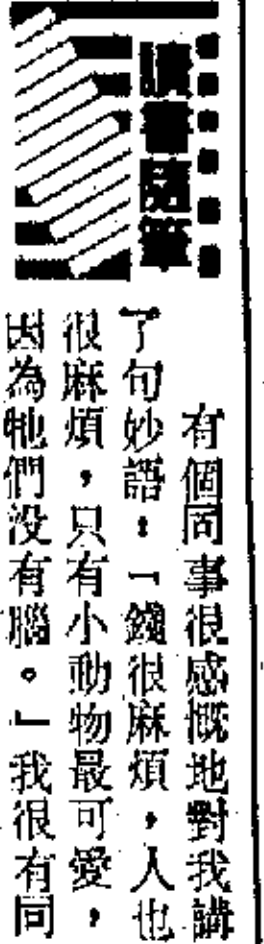 讀書隨筆
有個同事很感慨地對我講
了句妙語：「錢很麻煩，人也
很麻煩，只有小動物最可愛，
因為牠們没有腦。」我很有同